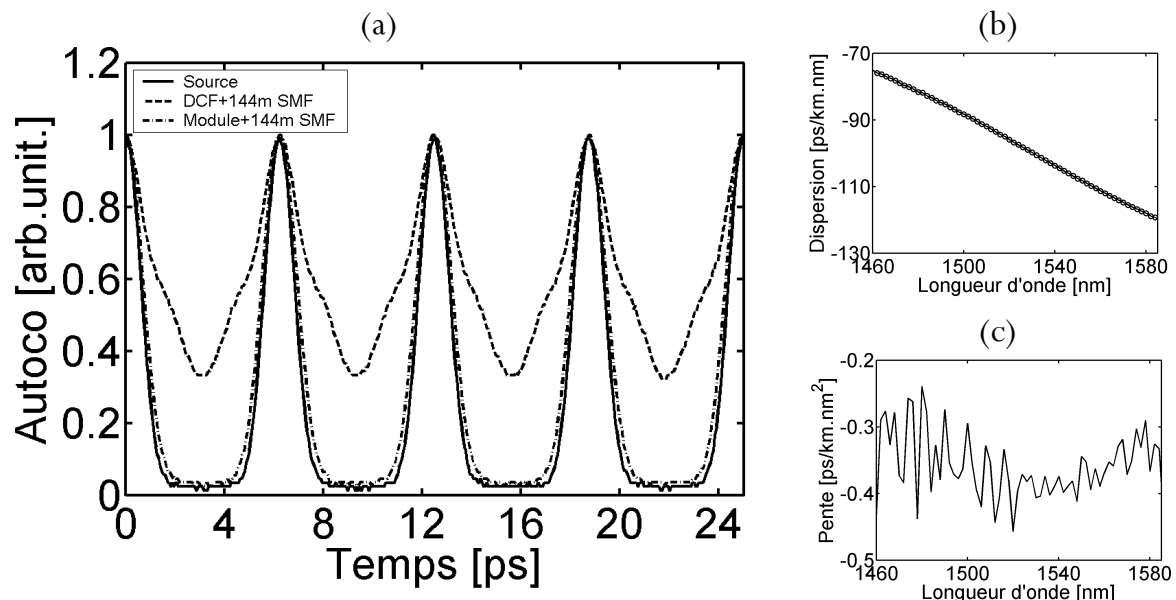 (a)
1.2
1
0.8
0.6
0.4
0.2
0
Autoco [arb.unit.]
Source
DCF+144m SMF
Module+144m SMF
0 4 8 12 16 20 24
Temps [ps]
(b)
-70
-90
-110
-130
Dispersion [ps/km.nm]
1460 1500 1540 1580
Longueur d'onde [nm]
(c)
-0.2
-0.3
-0.4
-0.5
Pente [ps/km.nm²]
1460 1500 1540 1580
Longueur d'onde [nm]